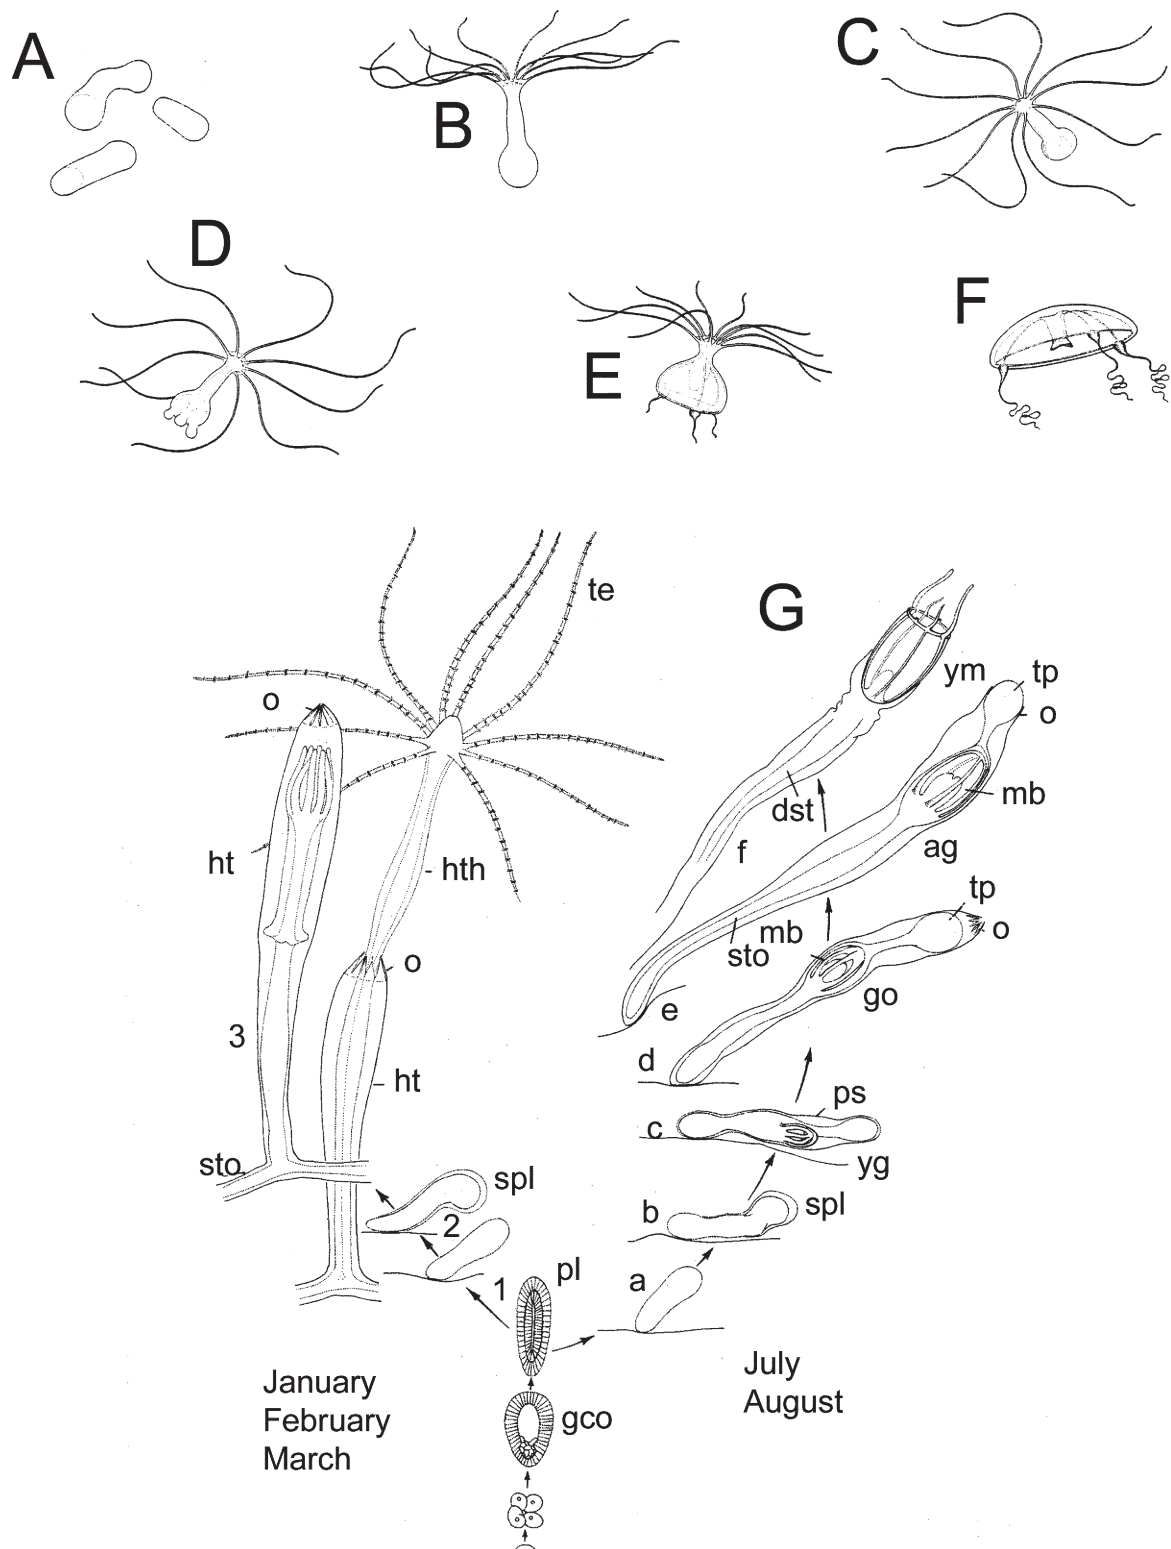 A
B
C
D
E
F
G
te
o
ym
tp
o
mb
dst
ht
f
ag
hth
tp
mb
sto
o
o
go
3
e
d
ht
ps
c
yg
sto
spl
2
b
spl
1
pl
a
January
February
March
July
August
gco